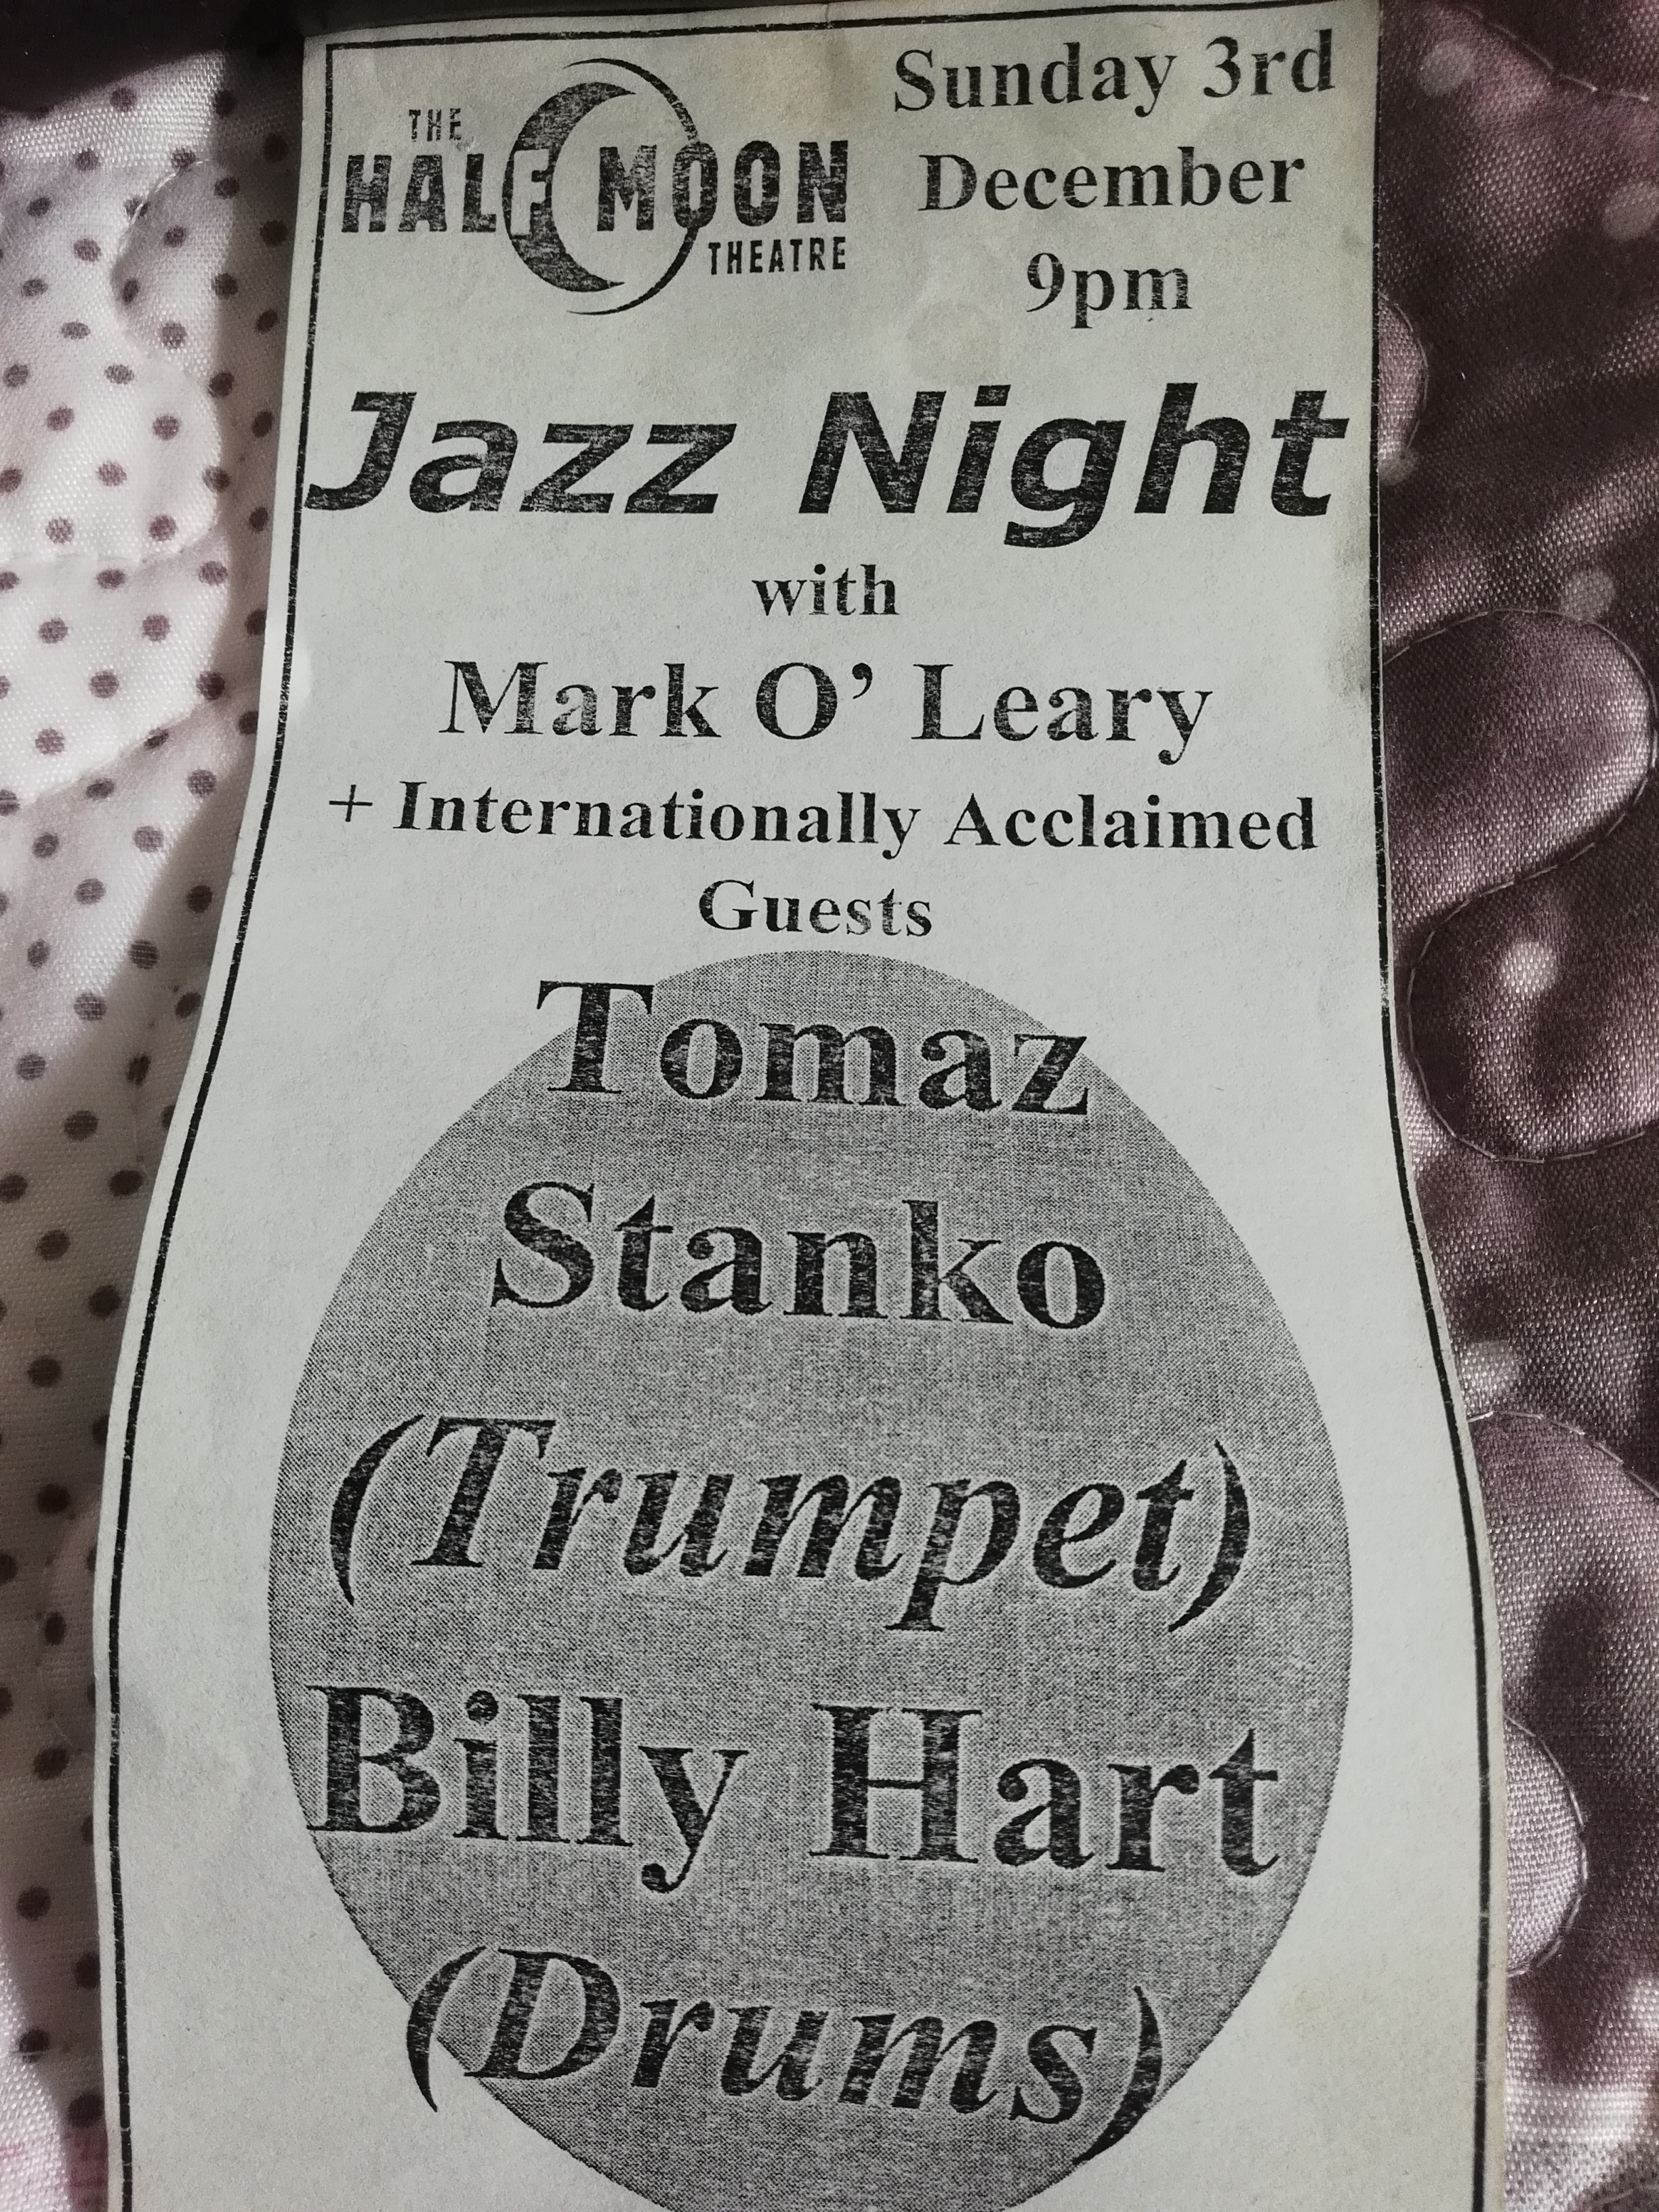 THE
HALF MOON
THEATRE
Sunday 3rd
December
9pm
Jazz Night
with
Mark O’ Leary
+ Internationally Acclaimed
Guests
Tomaz
Stanko
(Trumpet)
Billy Hart
(Drums)